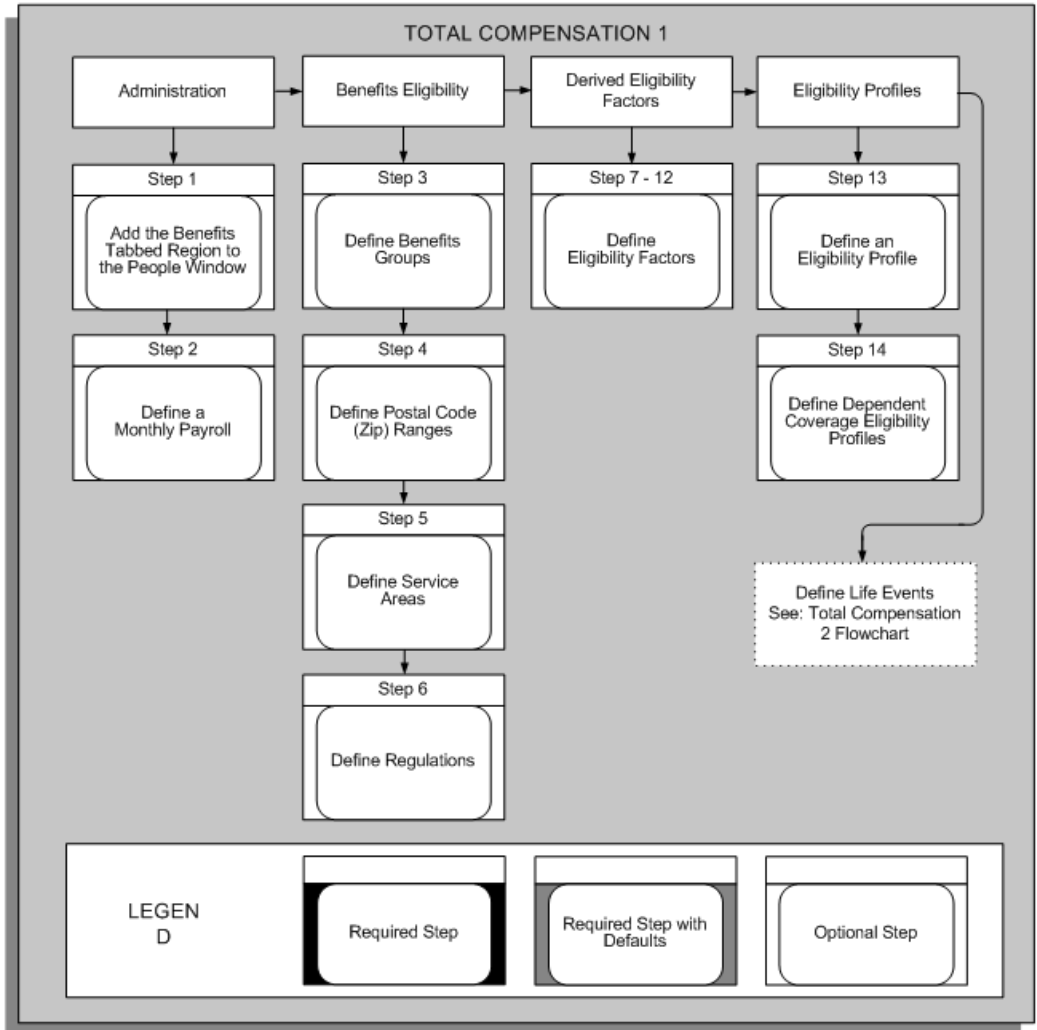 TOTAL COMPENSATION 1
Administration
Benefits Eligibility
Derived Eligibility
Factors
Eligibility Profiles
Step 1
Add the Benefits
Tabbed Region to
the People Window
Step 2
Define a
Monthly Payroll
Step 3
Define Benefits
Groups
Step 4
Define Postal Code
(Zip) Ranges
Step 5
Define Service
Areas
Step 6
Define Regulations
Step 7 - 12
Define
Eligibility Factors
Step 13
Define an
Eligibility Profile
Step 14
Define Dependent
Coverage Eligibility
Profiles
Define Life Events
See: Total Compensation
2 Flowchart
LEGEN
D
Required Step
Required Step with
Defaults
Optional Step